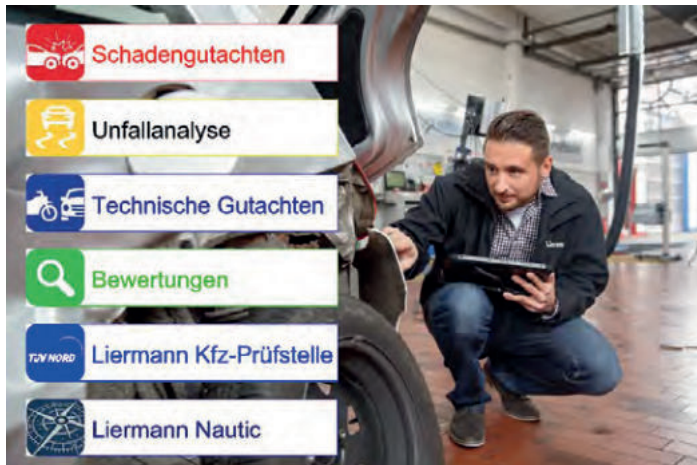 Schadengutachten
Unfallanalyse
Technische Gutachten
Bewertungen
TÜV NORD
Liermann Kfz-Prüfstelle
Liermann Nautic